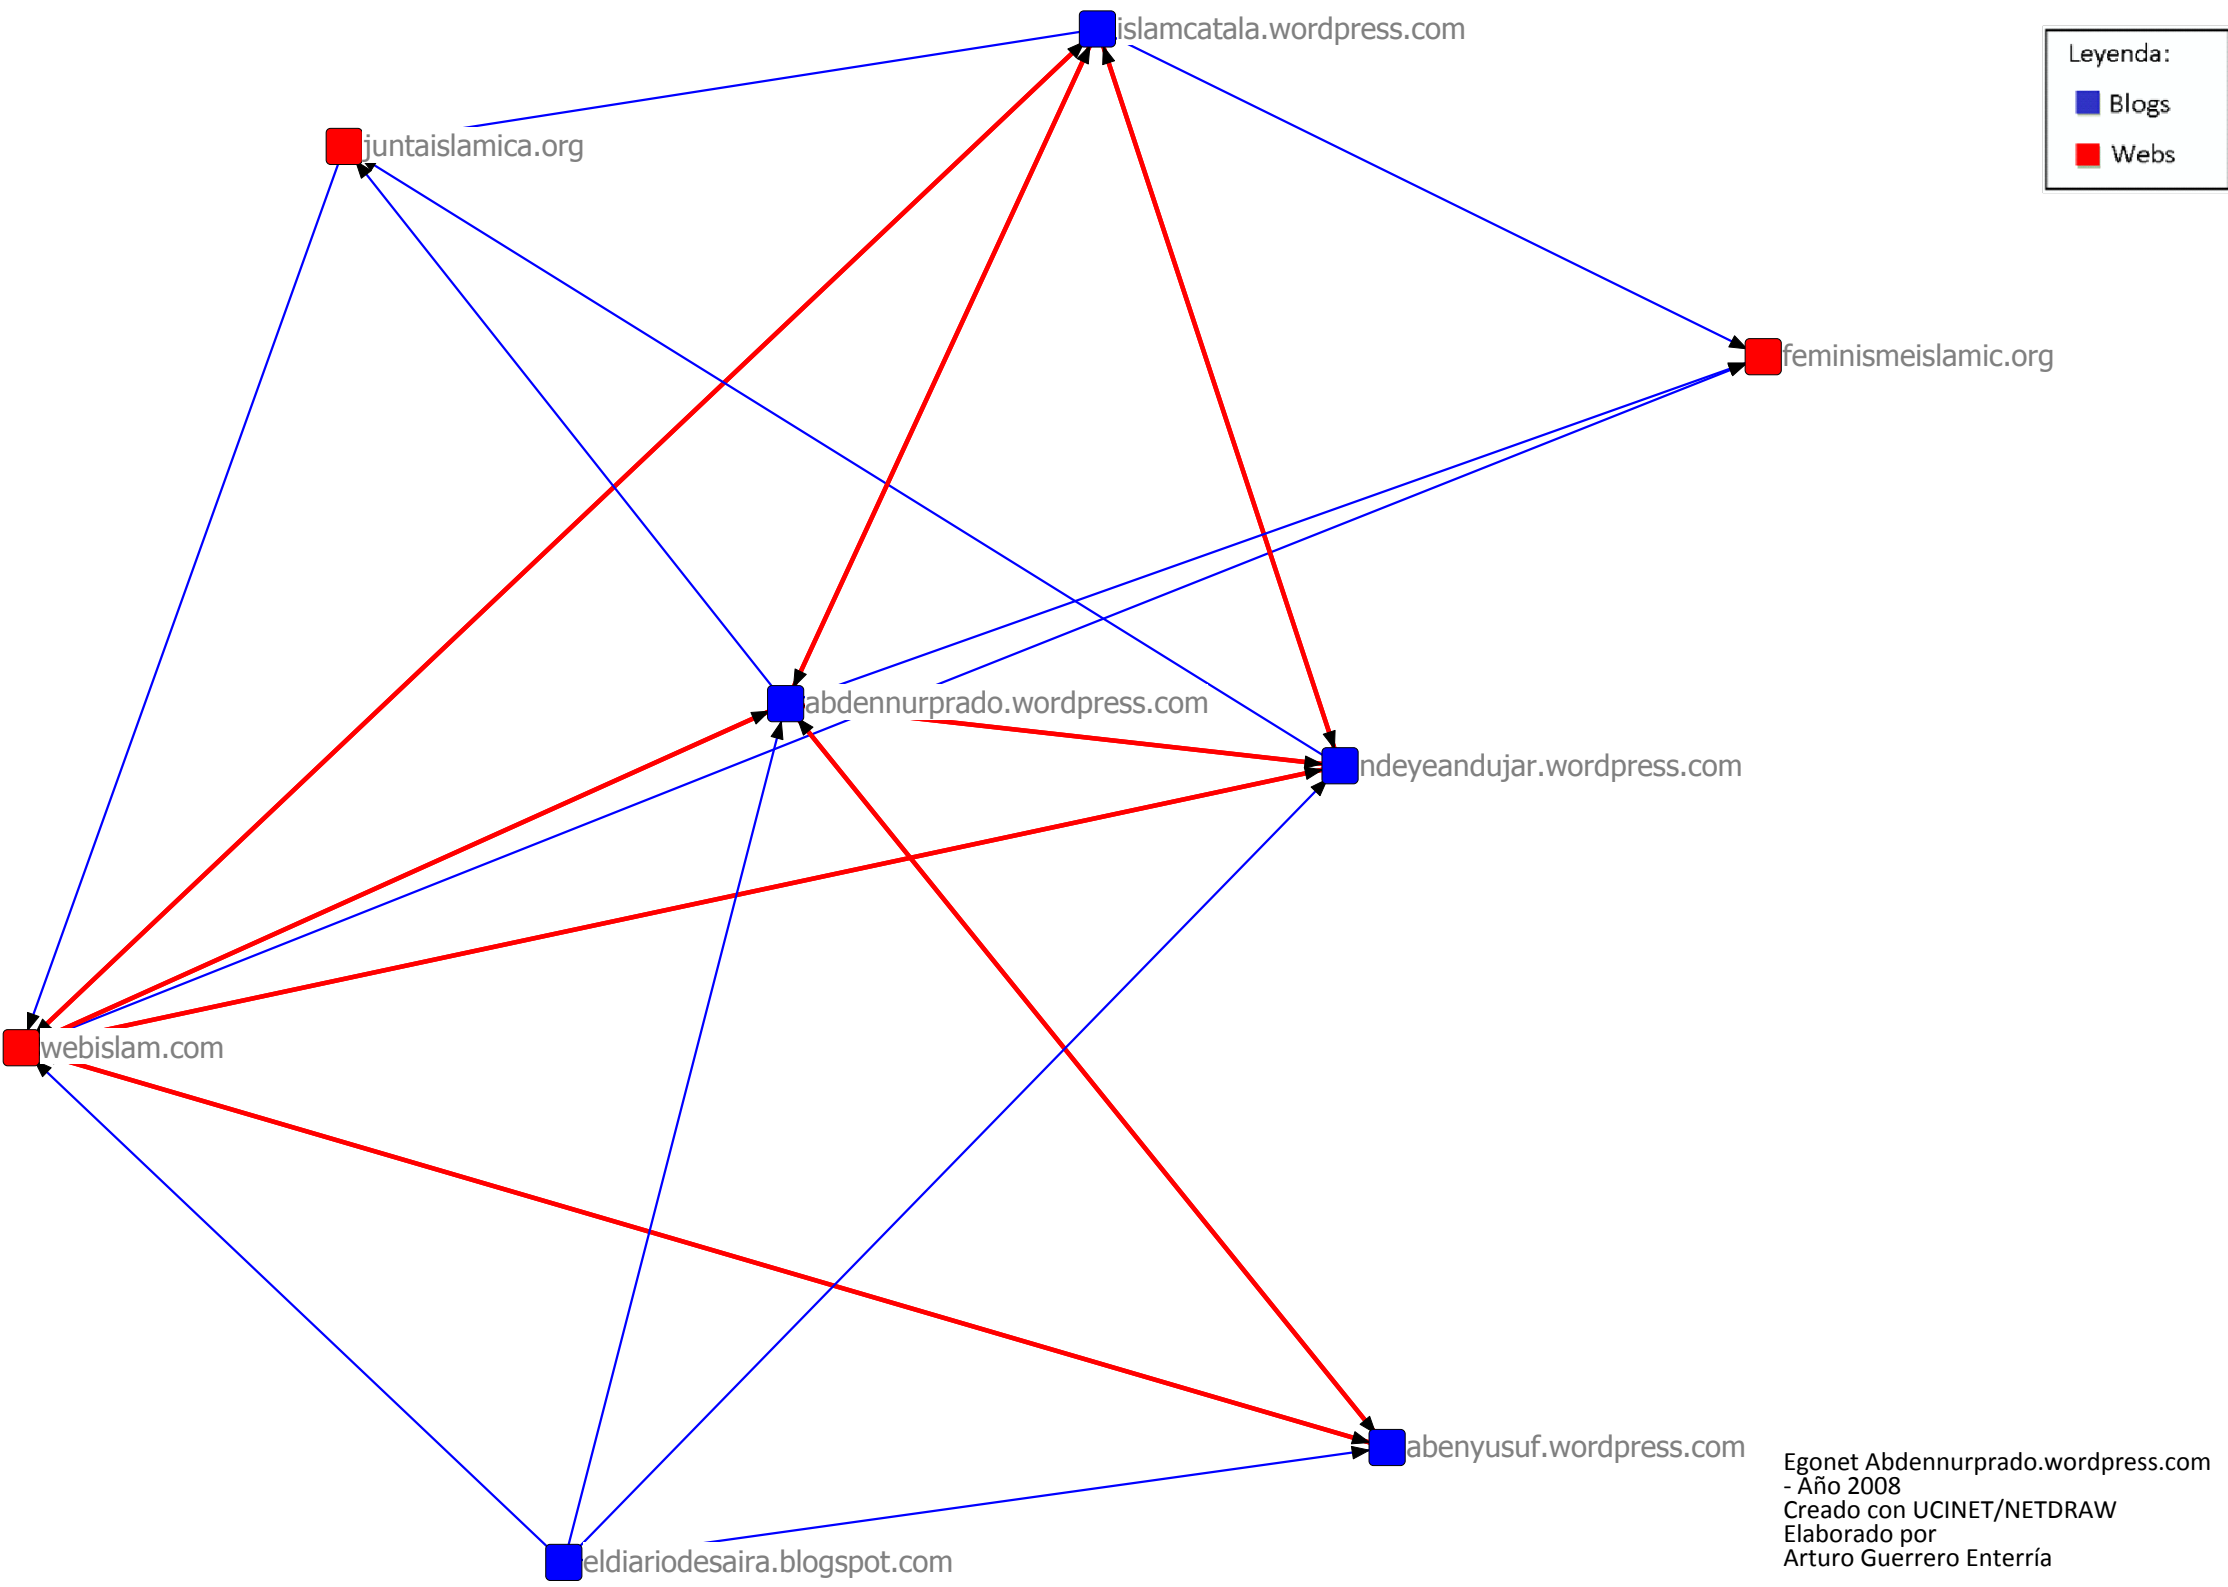 islamcatala.wordpress.com
Leyenda:
Blogs
Webs
juntaislamica.org
feminismeislamic.org
abdennurprado.wordpress.com
ndeyeandujar.wordpress.com
webislam.com
abenyusuf.wordpress.com
eldiariodesaira.blogspot.com
Egonet Abdennurprado.wordpress.com
- Año 2008
Creado con UCINET/NETDRAW
Elaborado por
Arturo Guerrero Enterría